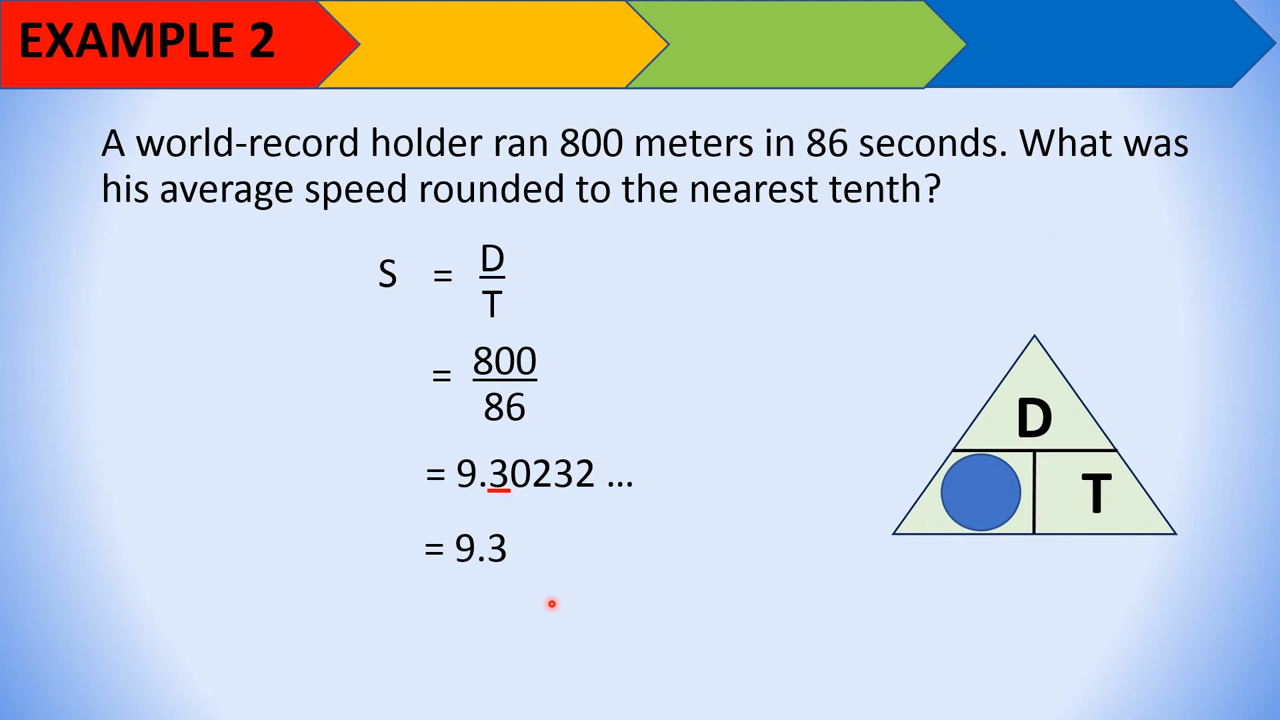 EXAMPLE 2
A world-record holder ran 800 meters in 86 seconds. What was
his average speed rounded to the nearest tenth?
S = D
T
= 800
86
= 9.30232 ...
= 9.3
D
T